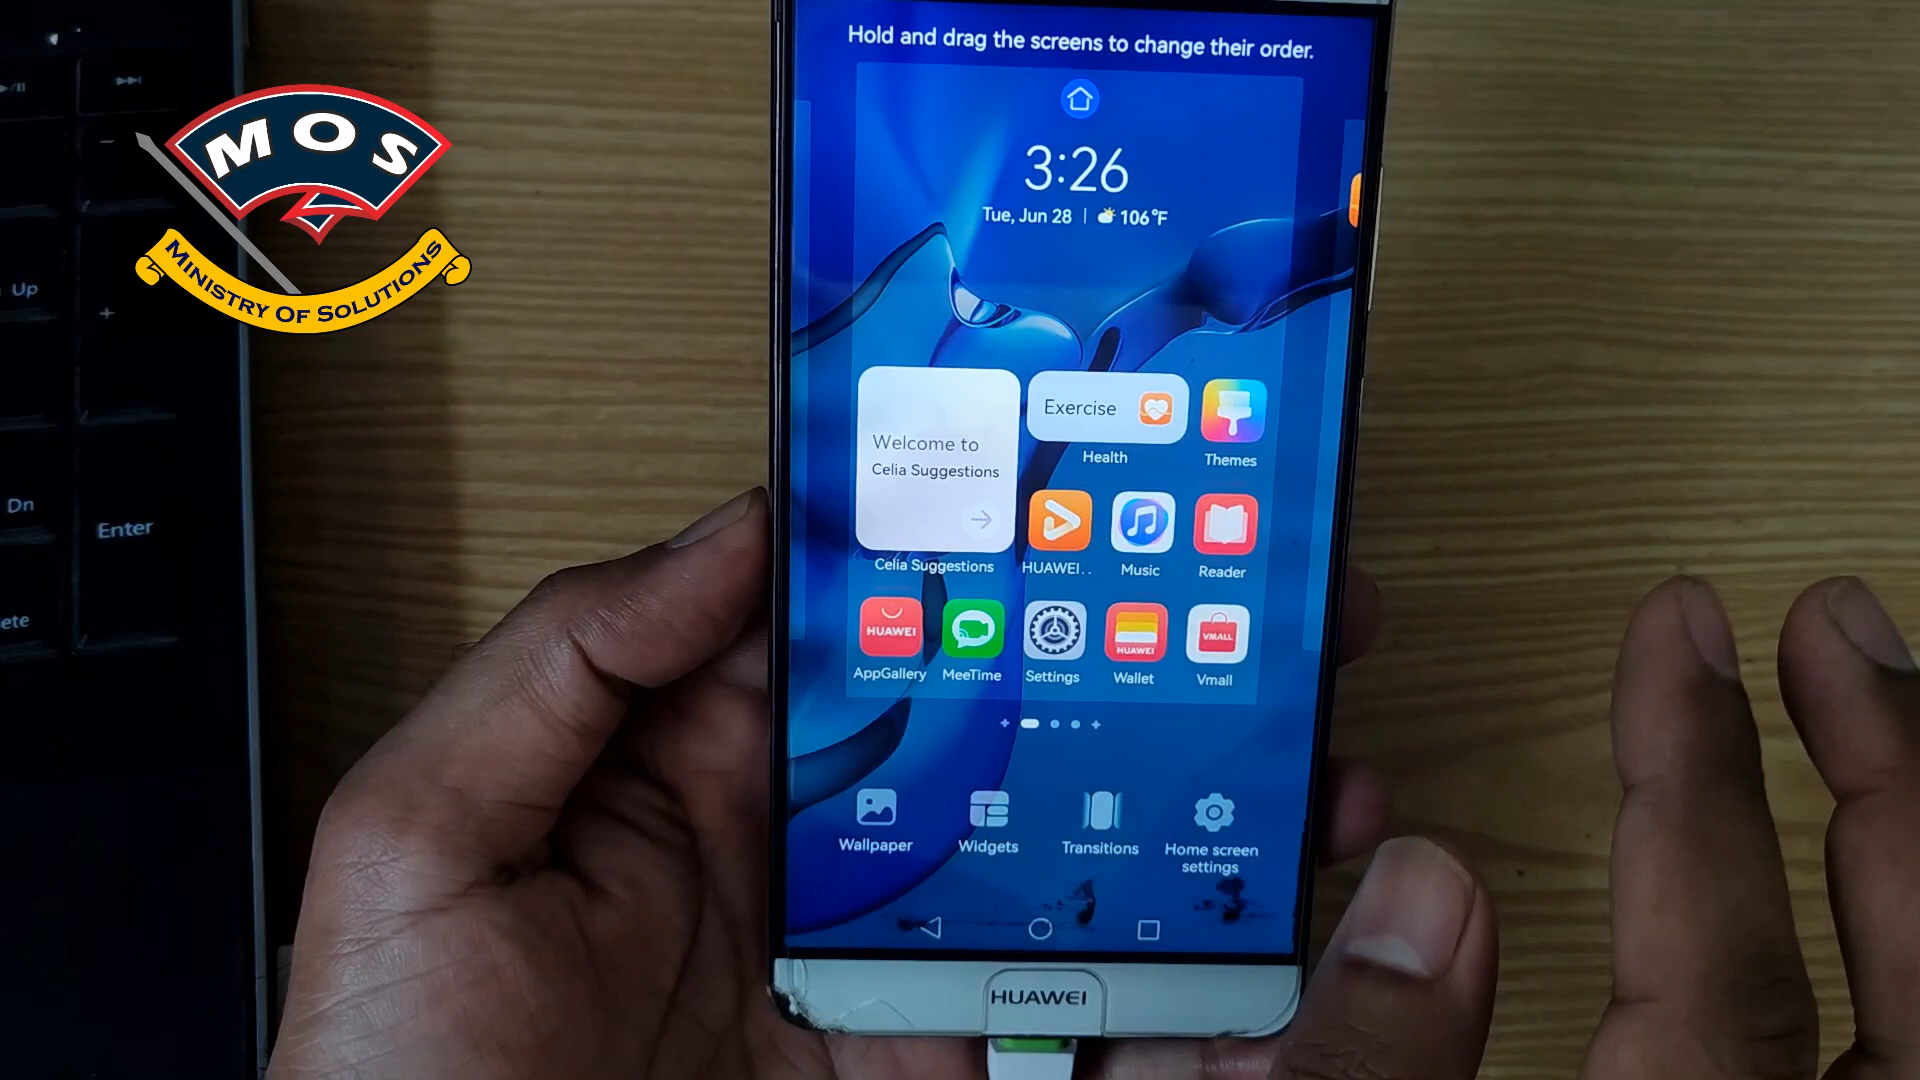 Hold and drag the screens to change their order.
3:26
Tue, Jun 28 | 106°F
Welcome to
Celia Suggestions
Exercise
Health
Themes
Celia Suggestions
HUAWEI..
Music
Reader
HUAWEI
HUAWEI
VMALL
AppGallery
MeeTime
Settings
Wallet
Vmall
Wallpaper
Widgets
Transitions
Home screen
settings
HUAWEI
MOS
MINISTRY OF SOLUTIONS
Up
+
Dn
Enter
ete